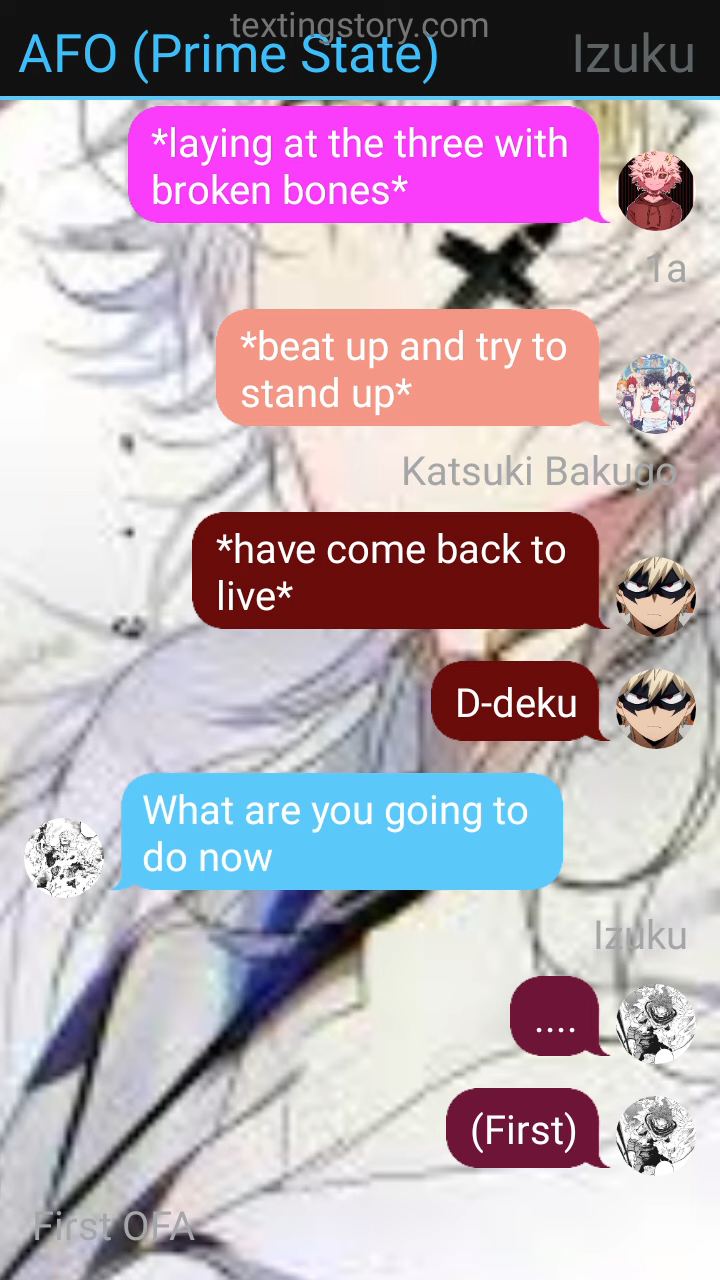 textingstory.com
AFO (Prime State)
Izuku
*laying at the three with
broken bones*
1a
*beat up and try to
stand up*
Katsuki Bakugo
*have come back to
live*
D-deku
What are you going to
do now
Izuku
....
(First)
First OFA